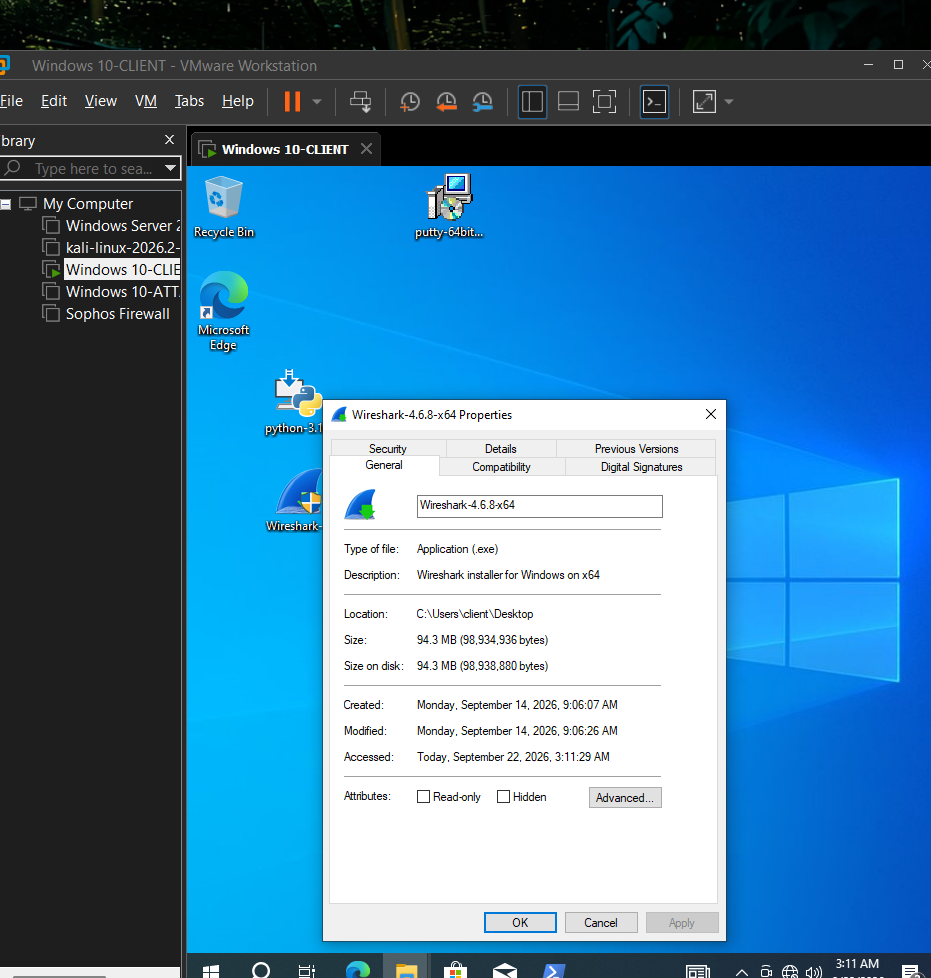 Windows 10-CLIENT - VMware Workstation
File Edit View VM Tabs Help
brary
Type here to sea...
My Computer
Windows Server 2
kali-linux-2026.2-
Windows 10-CLIE
Windows 10-ATT
Sophos Firewall
Windows 10-CLIENT
Recycle Bin
putty-64bit...
Microsoft
Edge
python-3.1
Wireshark-
Wireshark-4.6.8-x64 Properties
Security Details Previous Versions
General Compatibility Digital Signatures
Wireshark-4.6.8-x64
Type of file: Application (.exe)
Description: Wireshark installer for Windows on x64
Location: C:\Users\client\Desktop
Size: 94.3 MB (98,934,936 bytes)
Size on disk: 94.3 MB (98,938,880 bytes)
Created: Monday, September 14, 2026, 9:06:07 AM
Modified: Monday, September 14, 2026, 9:06:26 AM
Accessed: Today, September 22, 2026, 3:11:29 AM
Attributes: Read-only Hidden Advanced...
OK Cancel Apply
3:11 AM